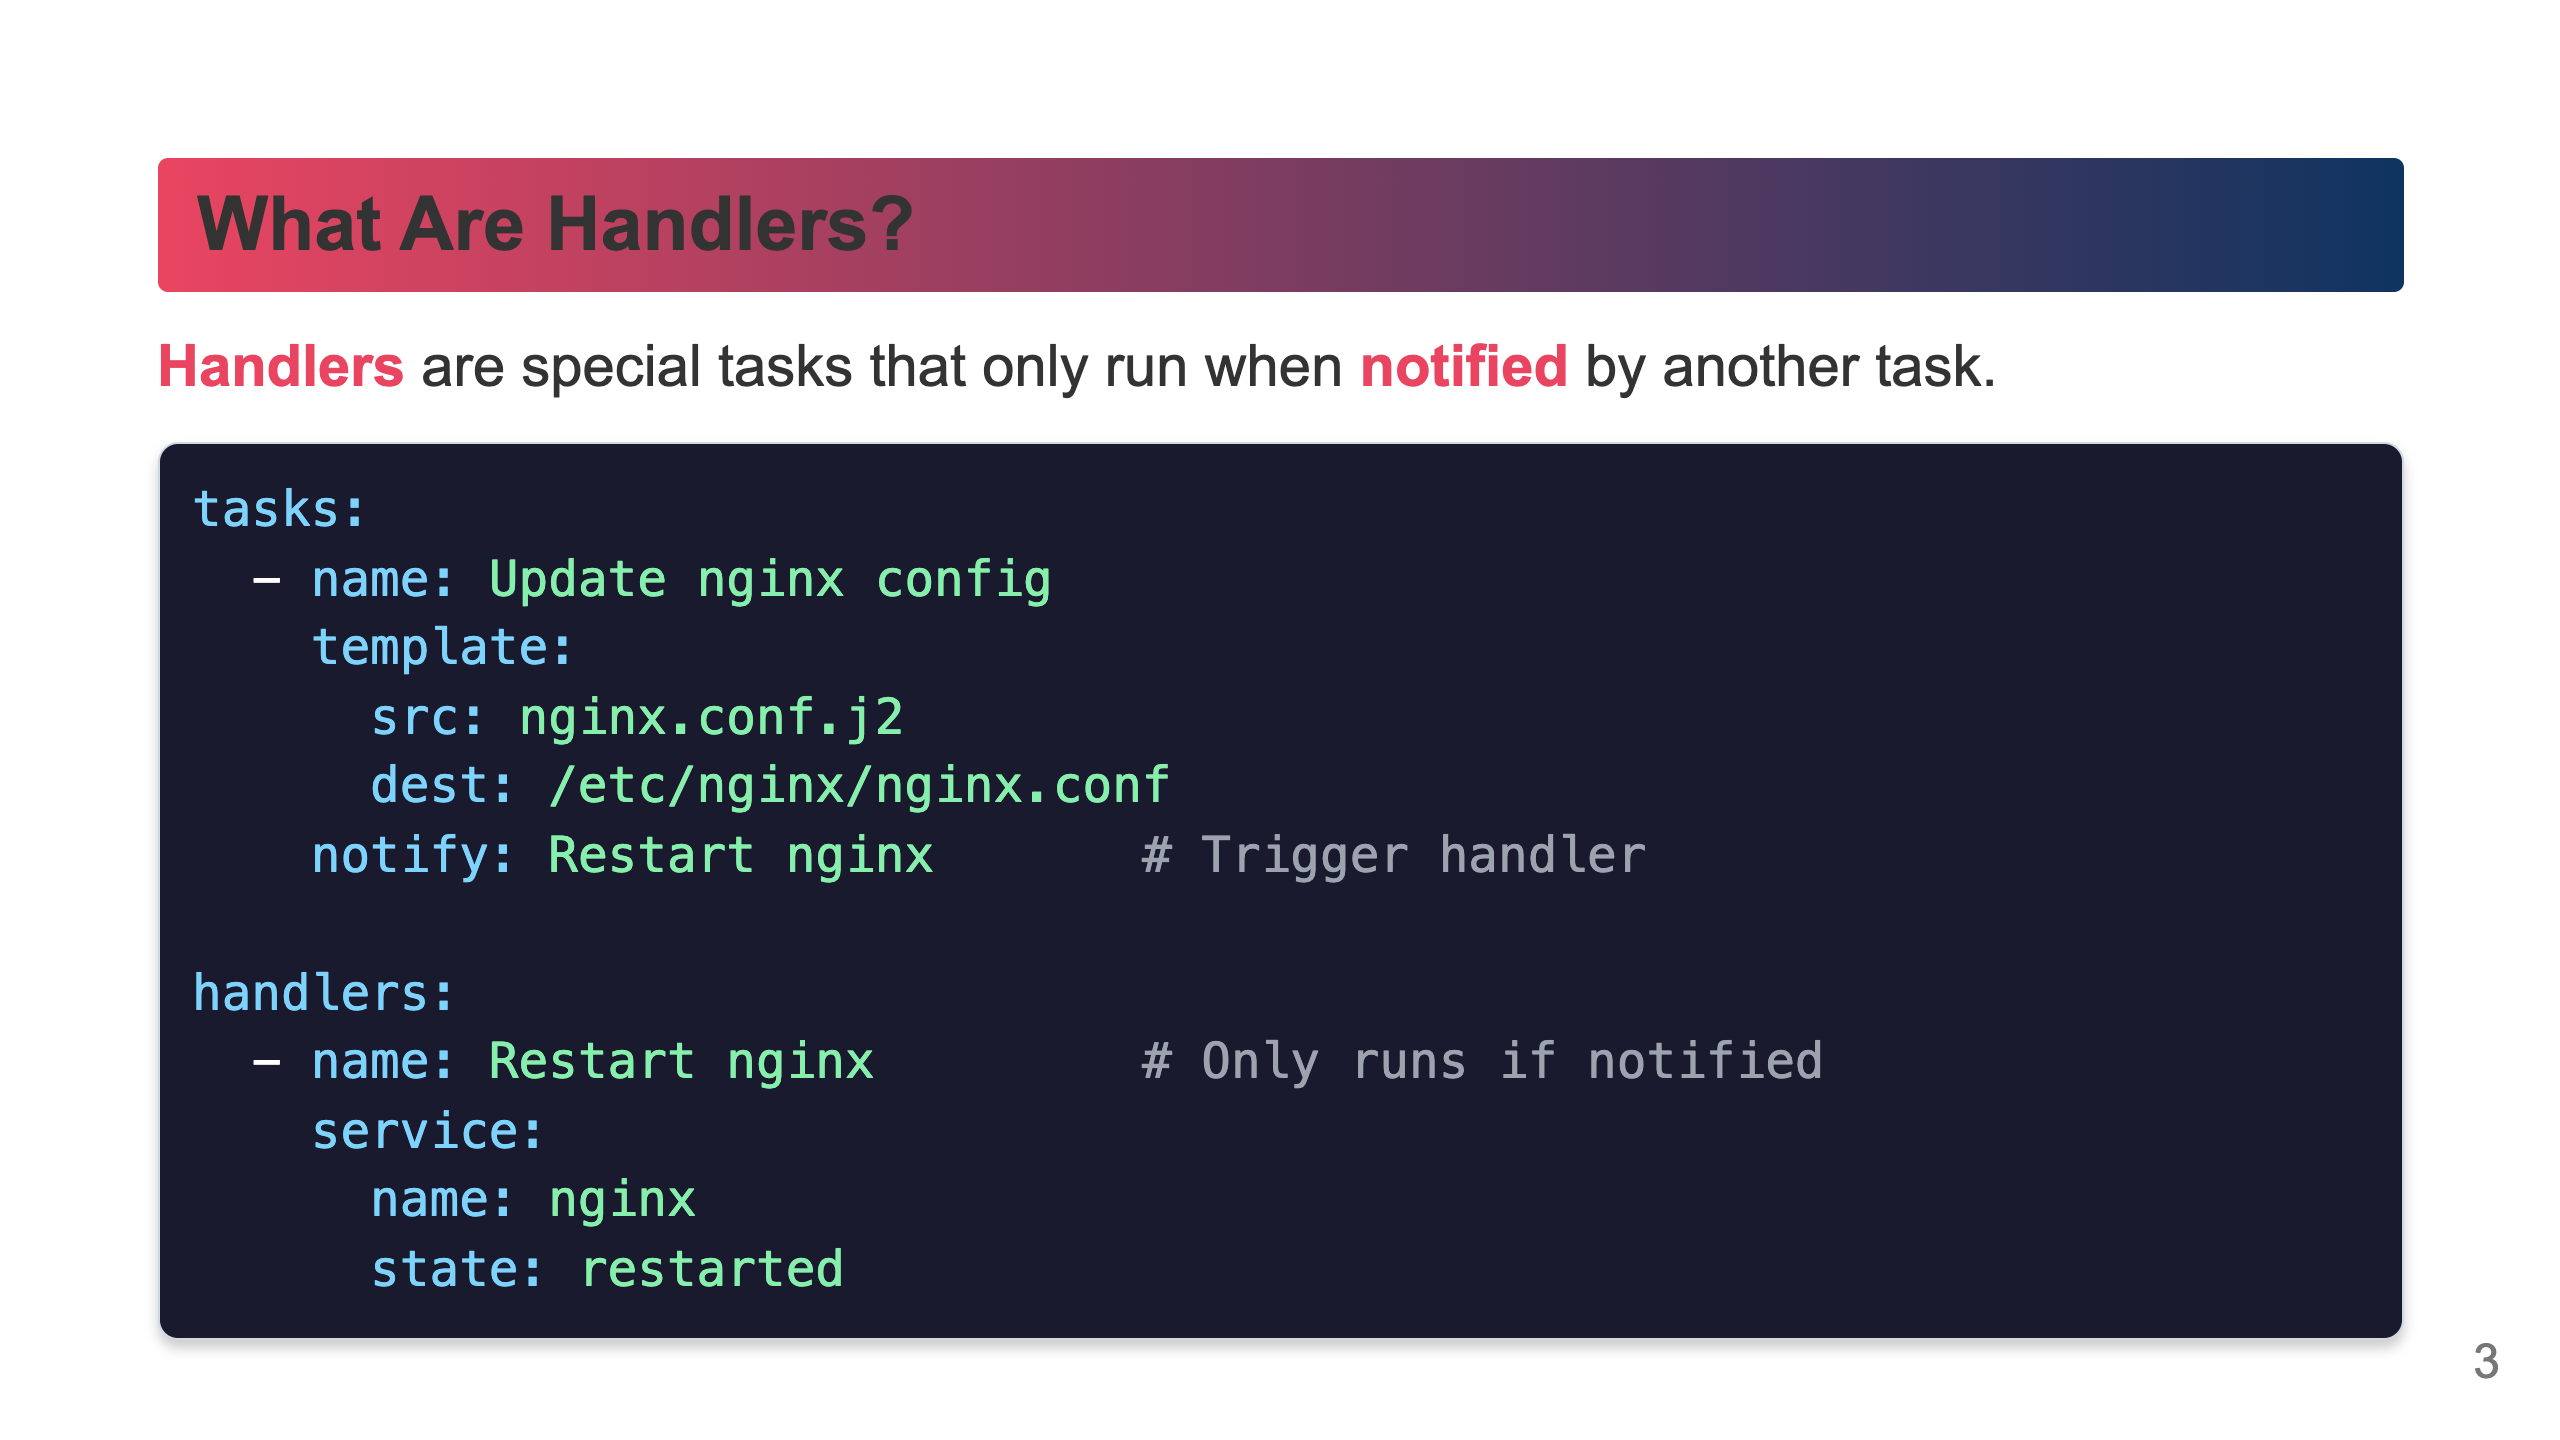 What Are Handlers?
Handlers are special tasks that only run when notified by another task.
tasks:
  - name: Update nginx config
    template:
      src: nginx.conf.j2
      dest: /etc/nginx/nginx.conf
    notify: Restart nginx       # Trigger handler

handlers:
  - name: Restart nginx         # Only runs if notified
    service:
      name: nginx
      state: restarted
3